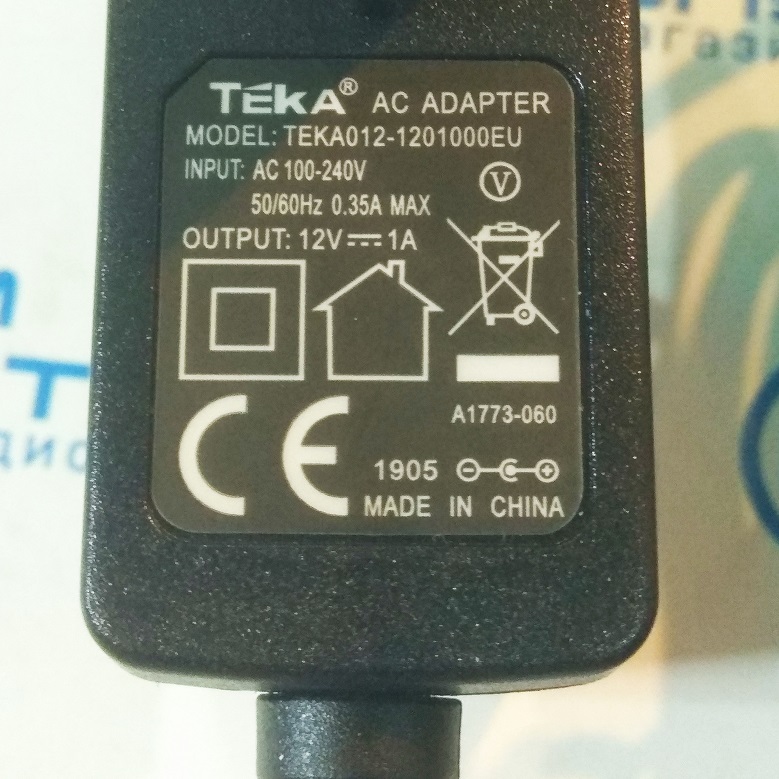 TEKA® AC ADAPTER
MODEL: TEKA012-1201000EU
INPUT: AC 100-240V
50/60Hz 0.35A MAX
OUTPUT: 12V⎓1A
V
A1773-060
CE
1905
MADE IN CHINA